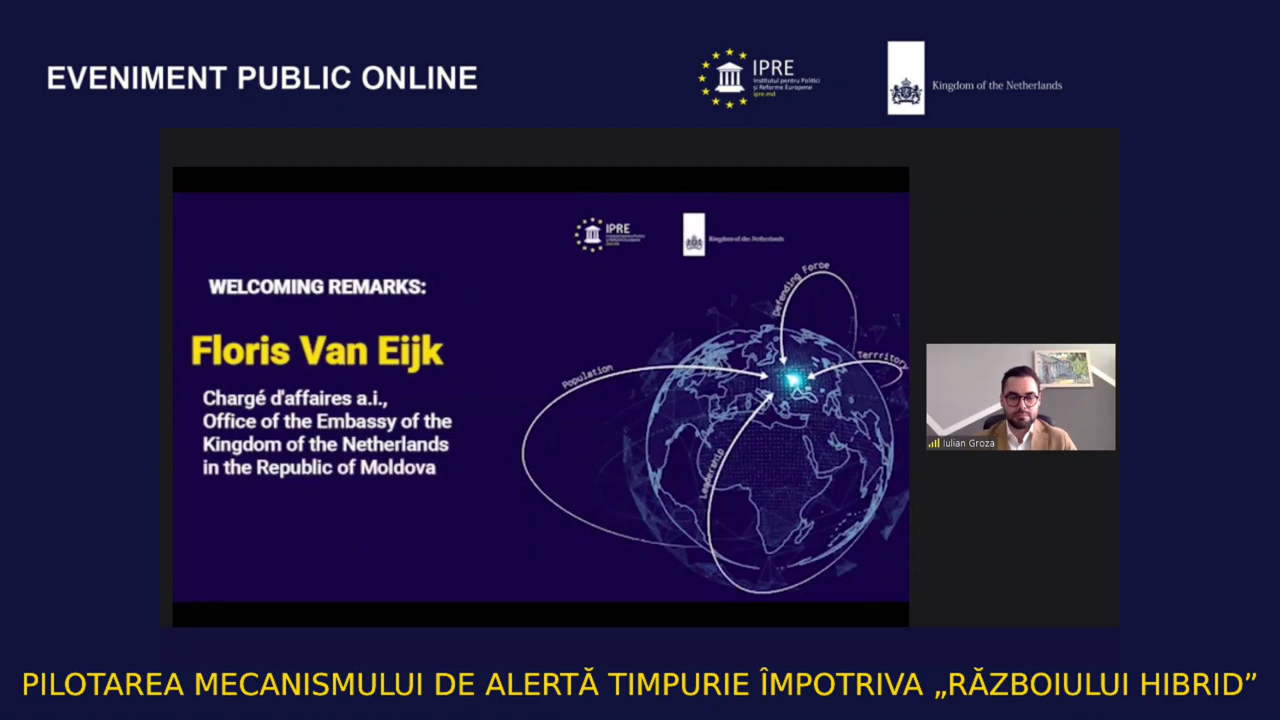 EVENIMENT PUBLIC ONLINE
IPRE
Institutul pentru Politici
și Reforme Europene
ipre.md
Kingdom of the Netherlands
IPRE
Kingdom of the Netherlands
WELCOMING REMARKS:
Floris Van Eijk
Chargé d'affaires a.i.,
Office of the Embassy of the
Kingdom of the Netherlands
in the Republic of Moldova
Defending Force
Terrritory
Population
Leadership
Iulian Groza
PILOTAREA MECANISMULUI DE ALERTĂ TIMPURIE ÎMPOTRIVA „RĂZBOIULUI HIBRID”